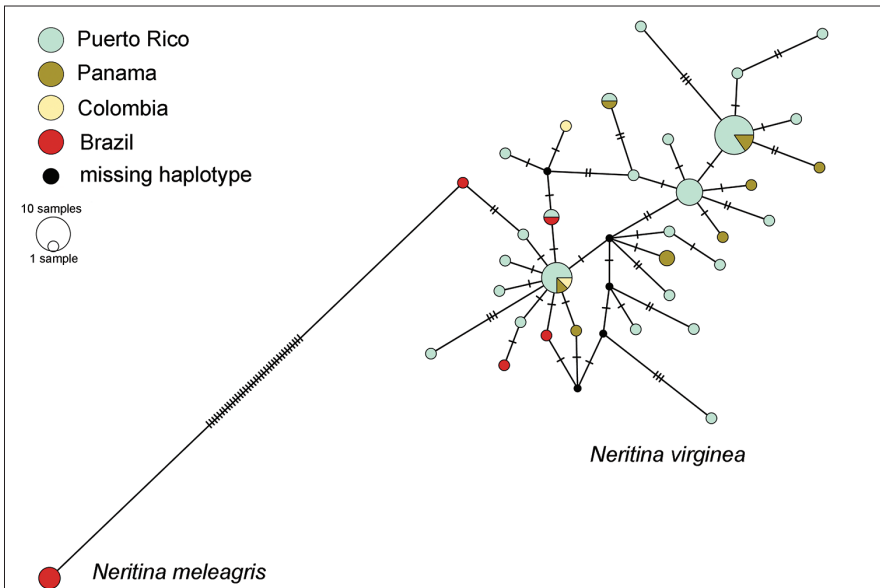 Puerto Rico
Panama
Colombia
Brazil
missing haplotype
10 samples
1 sample
Neritina virginea
Neritina meleagris